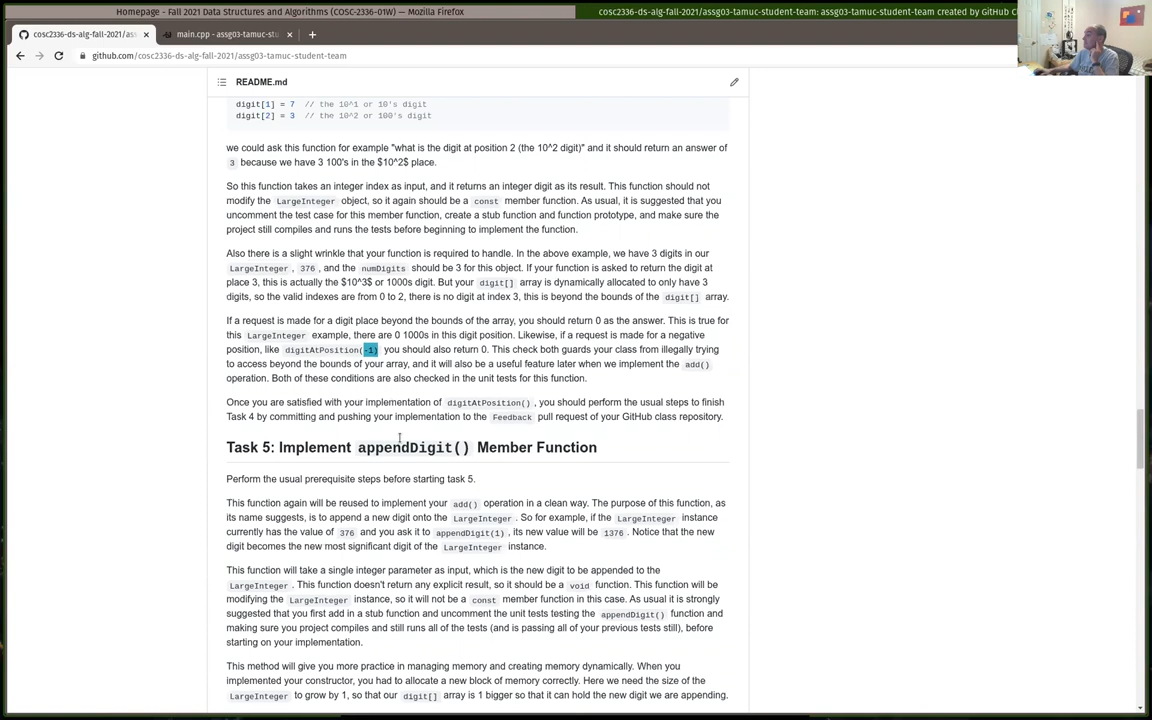 Homepage - Fall 2021 Data Structures and Algorithms (COSC-2336-01W) — Mozilla Firefox
cosc2336-ds-alg-fall-2021/assg03-tamuc-student-team: assg03-tamuc-student-team created by GitHub Cl
cosc2336-ds-alg-fall-2021/ass
main.cpp - assg03-tamuc-stu
github.com/cosc2336-ds-alg-fall-2021/assg03-tamuc-student-team
README.md
digit[1] = 7 // the 10^1 or 10's digit
digit[2] = 3 // the 10^2 or 100's digit
we could ask this function for example "what is the digit at position 2 (the 10^2 digit)" and it should return an answer of
3 because we have 3 100's in the $10^2$ place.
So this function takes an integer index as input, and it returns an integer digit as its result. This function should not
modify the LargeInteger object, so it again should be a const member function. As usual, it is suggested that you
uncomment the test case for this member function, create a stub function and function prototype, and make sure the
project still compiles and runs the tests before beginning to implement the function.
Also there is a slight wrinkle that your function is required to handle. In the above example, we have 3 digits in our
LargeInteger , 376 , and the numDigits should be 3 for this object. If your function is asked to return the digit at
place 3, this is actually the $10^3$ or 1000s digit. But your digit[] array is dynamically allocated to only have 3
digits, so the valid indexes are from 0 to 2, there is no digit at index 3, this is beyond the bounds of the digit[] array.
If a request is made for a digit place beyond the bounds of the array, you should return 0 as the answer. This is true for
this LargeInteger example, there are 0 1000s in this digit position. Likewise, if a request is made for a negative
position, like digitAtPosition(-1) you should also return 0. This check both guards your class from illegally trying
to access beyond the bounds of your array, and it will also be a useful feature later when we implement the add()
operation. Both of these conditions are also checked in the unit tests for this function.
Once you are satisfied with your implementation of digitAtPosition() , you should perform the usual steps to finish
Task 4 by committing and pushing your implementation to the Feedback pull request of your GitHub class repository.
Task 5: Implement appendDigit() Member Function
Perform the usual prerequisite steps before starting task 5.
This function again will be reused to implement your add() operation in a clean way. The purpose of this function, as
its name suggests, is to append a new digit onto the LargeInteger . So for example, if the LargeInteger instance
currently has the value of 376 and you ask it to appendDigit(1) , its new value will be 1376 . Notice that the new
digit becomes the new most significant digit of the LargeInteger instance.
This function will take a single integer parameter as input, which is the new digit to be appended to the
LargeInteger . This function doesn't return any explicit result, so it should be a void function. This function will be
modifying the LargeInteger instance, so it will not be a const member function in this case. As usual it is strongly
suggested that you first add in a stub function and uncomment the unit tests testing the appendDigit() function and
making sure you project compiles and still runs all of the tests (and is passing all of your previous tests still), before
starting on your implementation.
This method will give you more practice in managing memory and creating memory dynamically. When you
implemented your constructor, you had to allocate a new block of memory correctly. Here we need the size of the
LargeInteger to grow by 1, so that our digit[] array is 1 bigger so that it can hold the new digit we are appending.